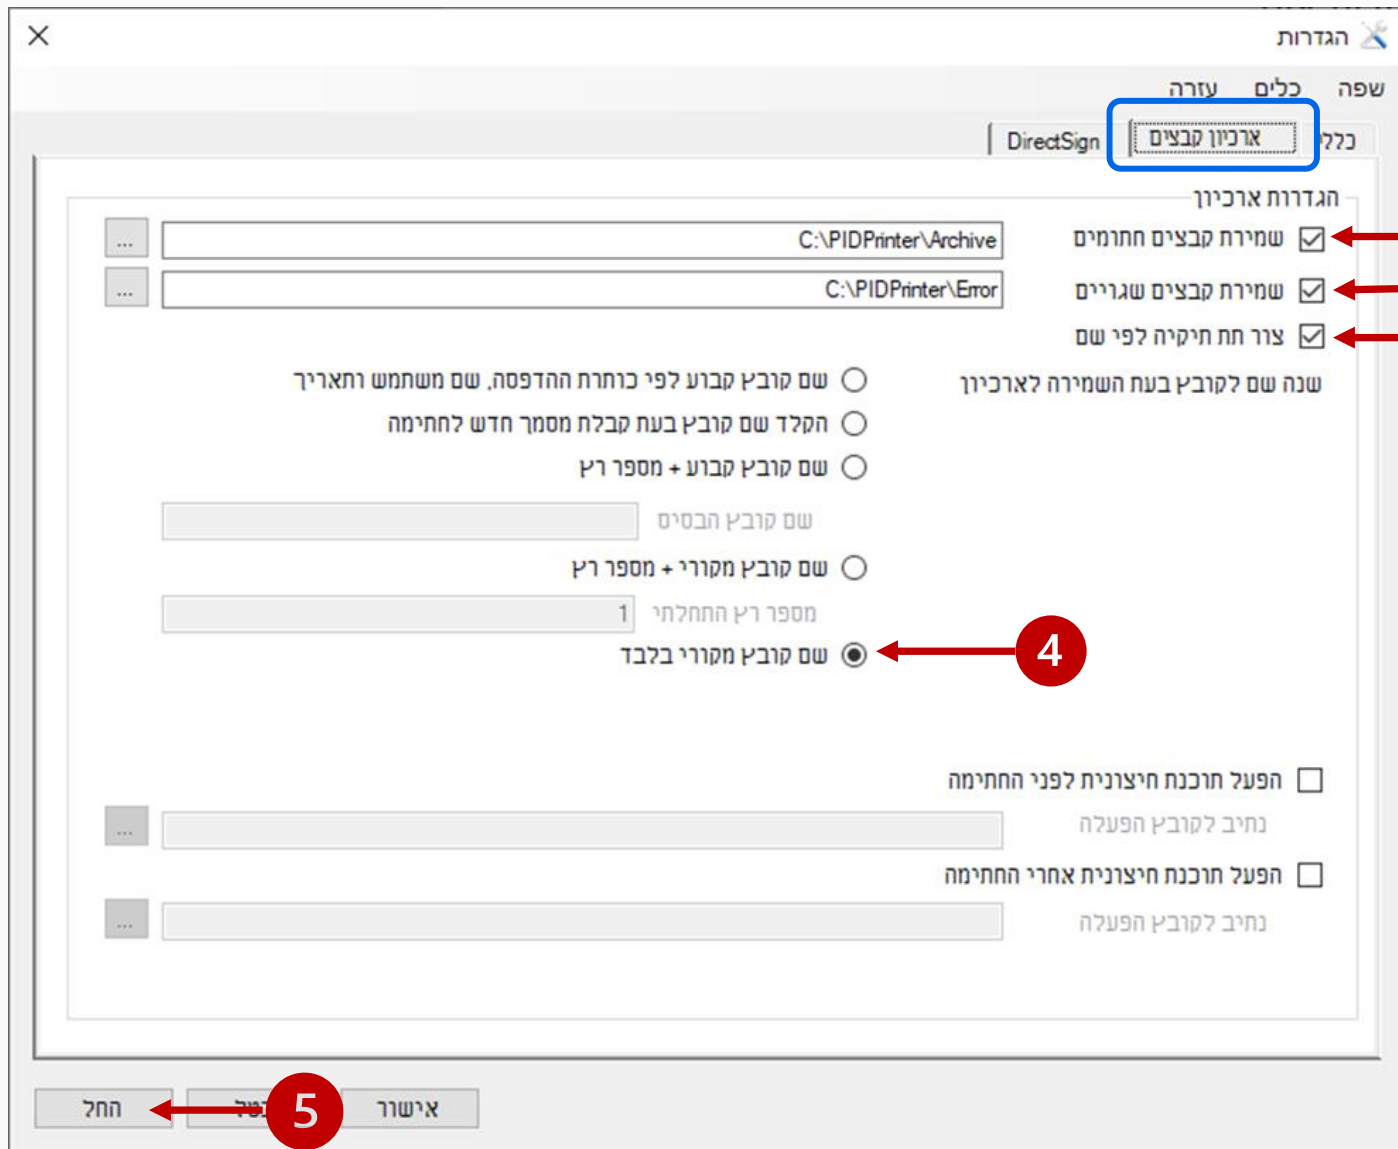 הגדרות
שפה כלים עזרה
כללי ארכיון קבצים DirectSign
הגדרות ארכיון
שמירת קבצים חתומים C:\PIDPrinter\Archive ...
שמירת קבצים שגויים C:\PIDPrinter\Error ...
צור תת תיקיה לפי שם
שנה שם לקובץ בעת השמירה לארכיון
שם קובץ קבוע לפי כותרת ההדפסה, שם משתמש ותאריך
הקלד שם קובץ בעת קבלת מסמך חדש לחתימה
שם קובץ קבוע + מספר רץ
שם קובץ הבסיס
שם קובץ מקורי + מספר רץ
מספר רץ התחלתי 1
שם קובץ מקורי בלבד
4
הפעל תוכנת חיצונית לפני החתימה
נתיב לקובץ הפעלה ...
הפעל תוכנת חיצונית אחרי החתימה
נתיב לקובץ הפעלה ...
אישור 5 החל